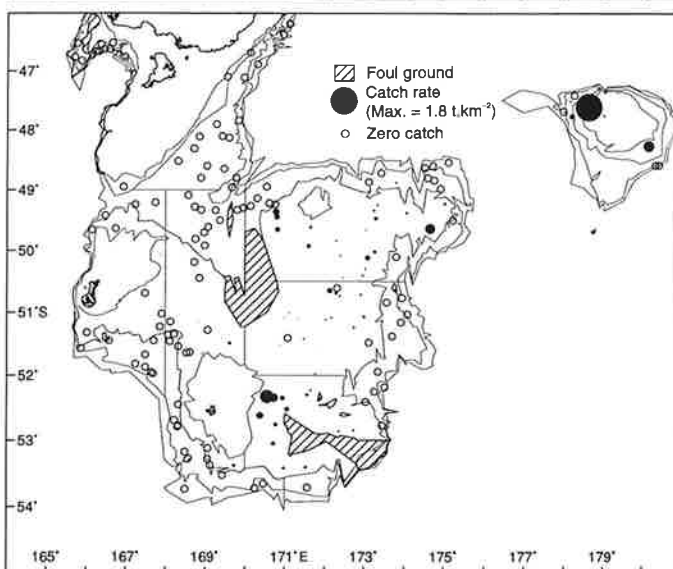 Foul ground
Catch rate
(Max. = 1.8 t.km⁻²)
Zero catch
47°
48°
49°
50°
51°S
52°
53°
54°
165°
167°
169°
171° E
173°
175°
177°
179°